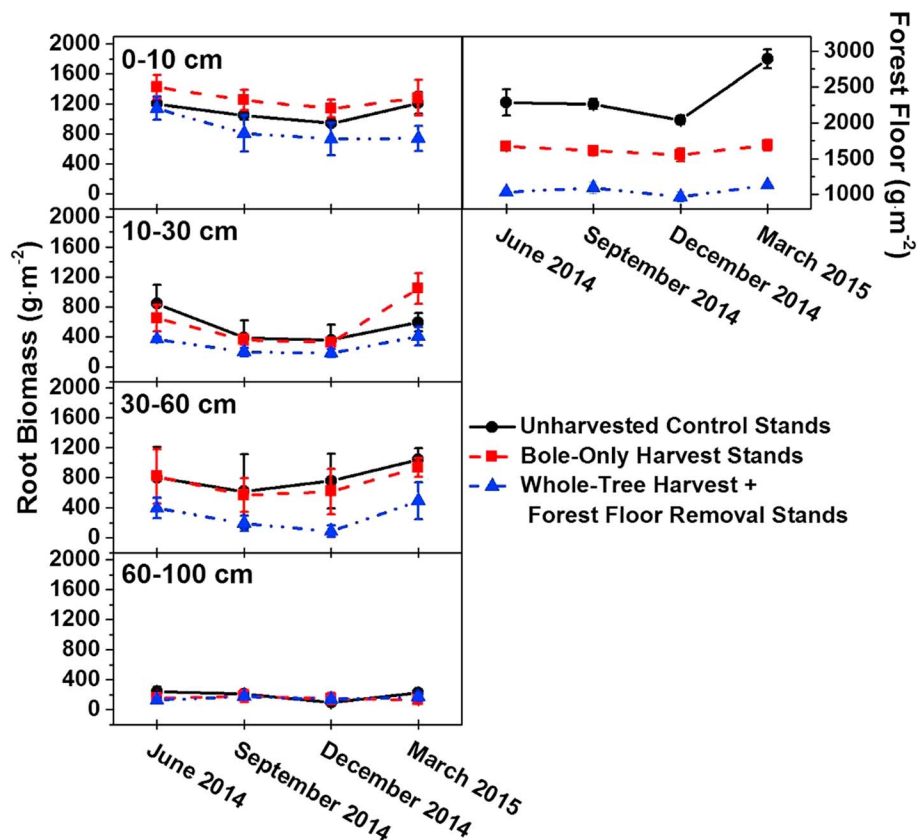 Root Biomass (g·m⁻²)
0-10 cm
2000
1600
1200
800
400
0
10-30 cm
2000
1600
1200
800
400
0
30-60 cm
2000
1600
1200
800
400
0
60-100 cm
2000
1600
1200
800
400
0
June 2014
September 2014
December 2014
March 2015
Forest Floor (g·m⁻²)
3000
2500
2000
1500
1000
June 2014
September 2014
December 2014
March 2015
Unharvested Control Stands
Bole-Only Harvest Stands
Whole-Tree Harvest +
Forest Floor Removal Stands